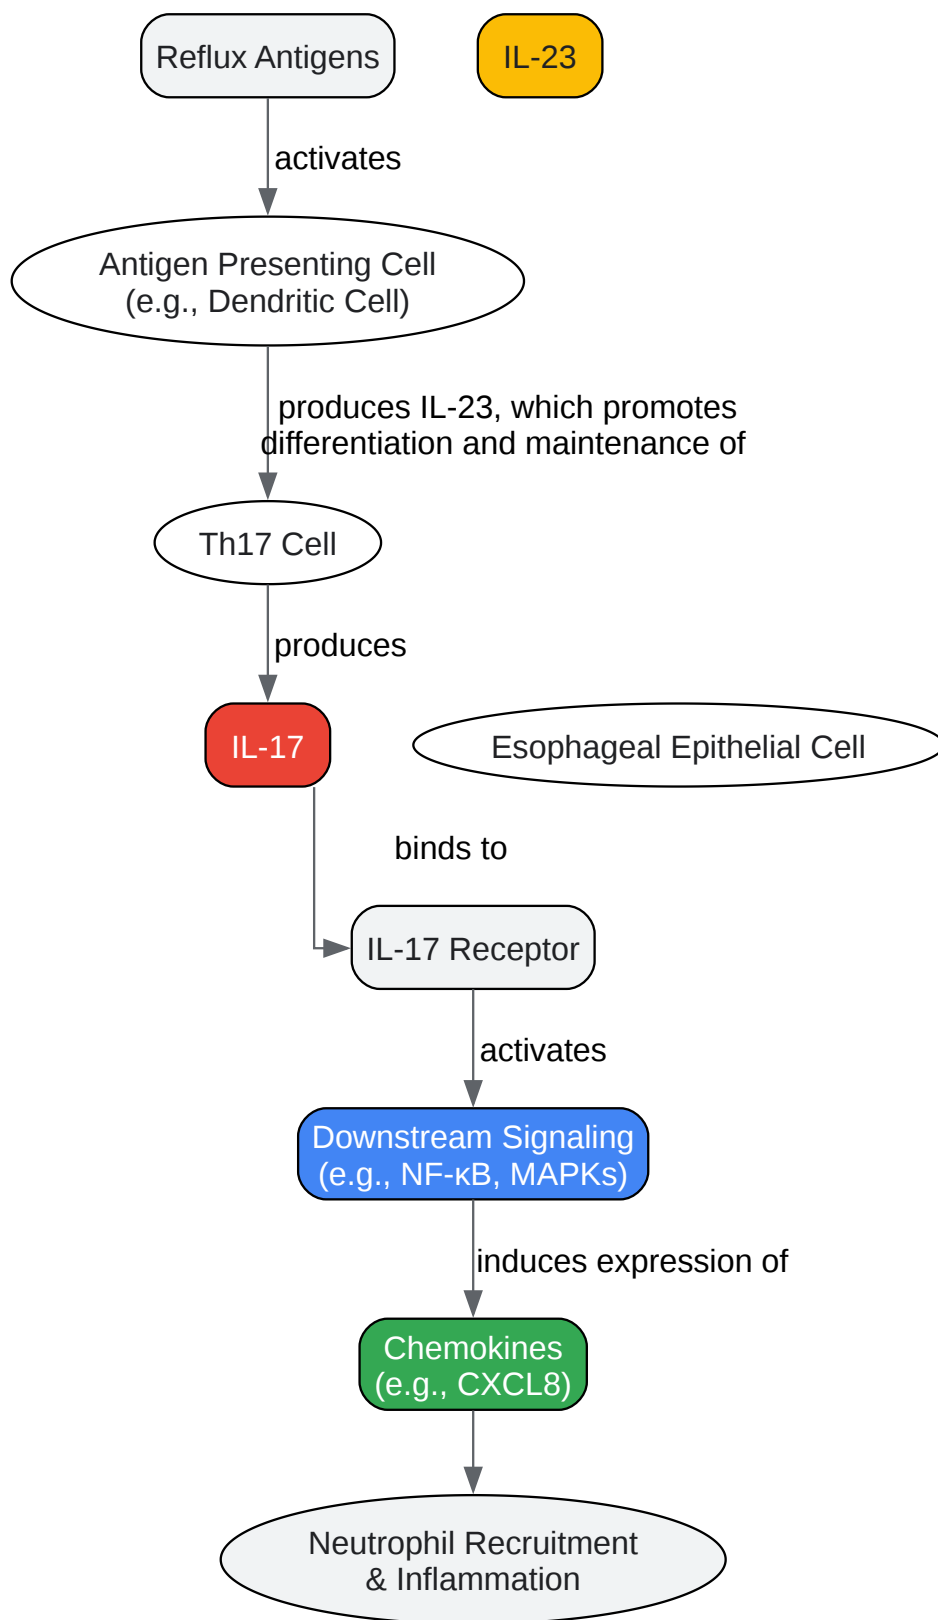 Reflux Antigens
IL-23
activates
Antigen Presenting Cell
(e.g., Dendritic Cell)
produces IL-23, which promotes
differentiation and maintenance of
Th17 Cell
produces
IL-17
Esophageal Epithelial Cell
binds to
IL-17 Receptor
activates
Downstream Signaling
(e.g., NF-κB, MAPKs)
induces expression of
Chemokines
(e.g., CXCL8)
Neutrophil Recruitment
& Inflammation